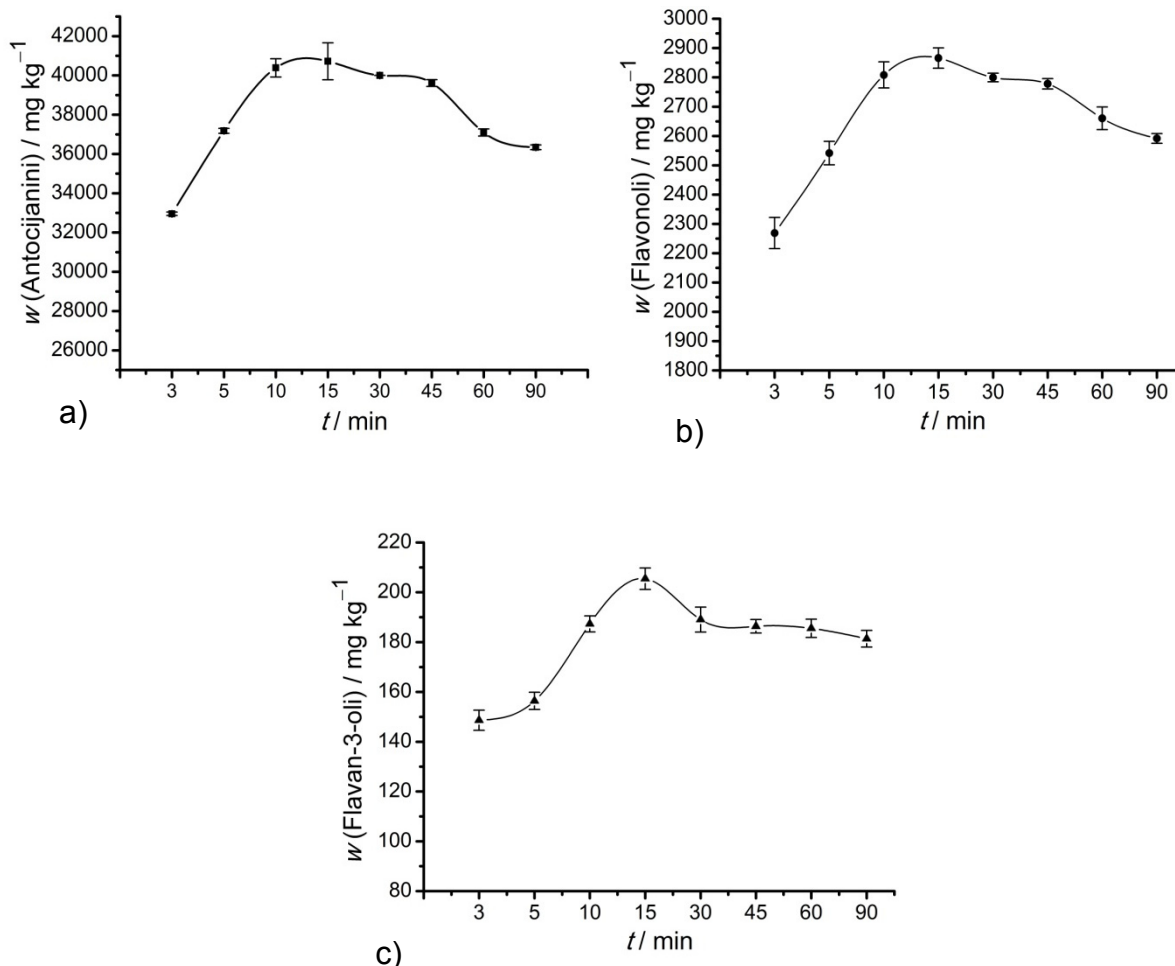 w (Antocijanini) / mg kg⁻¹
42000
40000
38000
36000
34000
32000
30000
28000
26000
3 5 10 15 30 45 60 90
t / min
a)
w (Flavonoli) / mg kg⁻¹
3000
2900
2800
2700
2600
2500
2400
2300
2200
2100
2000
1900
1800
3 5 10 15 30 45 60 90
t / min
b)
w (Flavan-3-oli) / mg kg⁻¹
220
200
180
160
140
120
100
80
3 5 10 15 30 45 60 90
t / min
c)